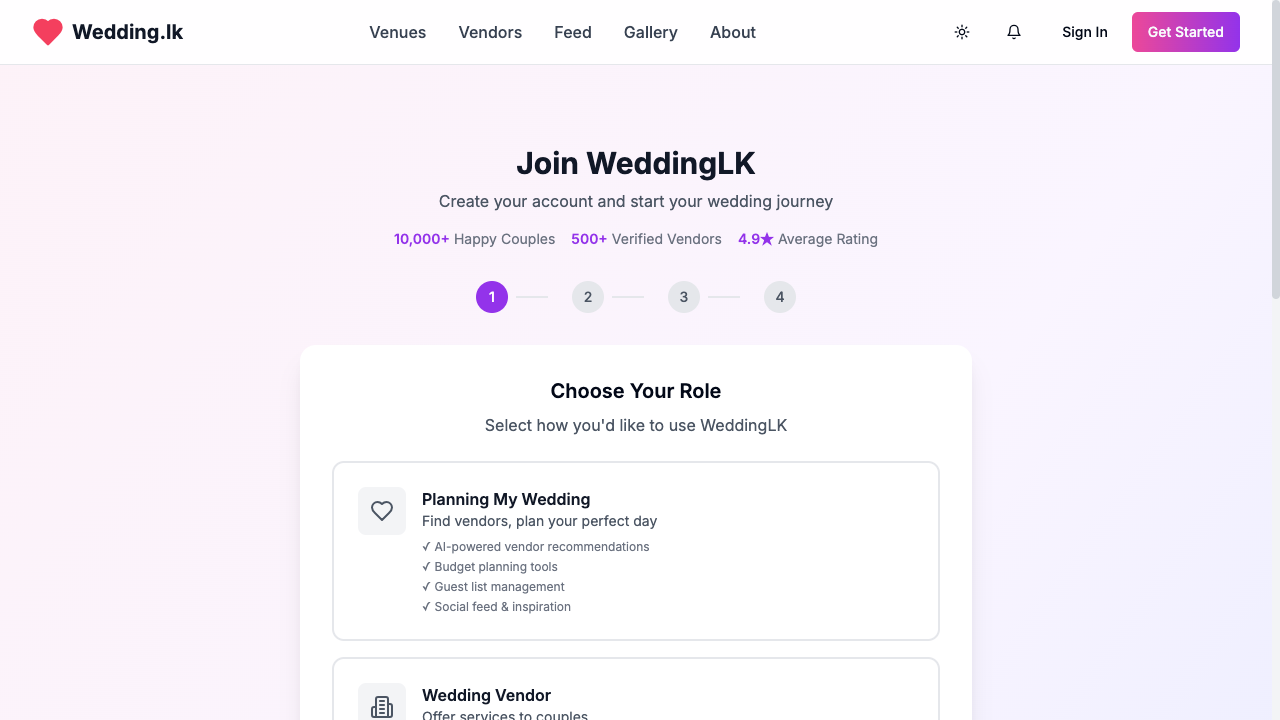 Wedding.lk
Venues Vendors Feed Gallery About
Sign In
Get Started
Join WeddingLK
Create your account and start your wedding journey
10,000+ Happy Couples 500+ Verified Vendors 4.9★ Average Rating
1 2 3 4
Choose Your Role
Select how you'd like to use WeddingLK
Planning My Wedding
Find vendors, plan your perfect day
✓ AI-powered vendor recommendations
✓ Budget planning tools
✓ Guest list management
✓ Social feed & inspiration
Wedding Vendor
Offer services to couples